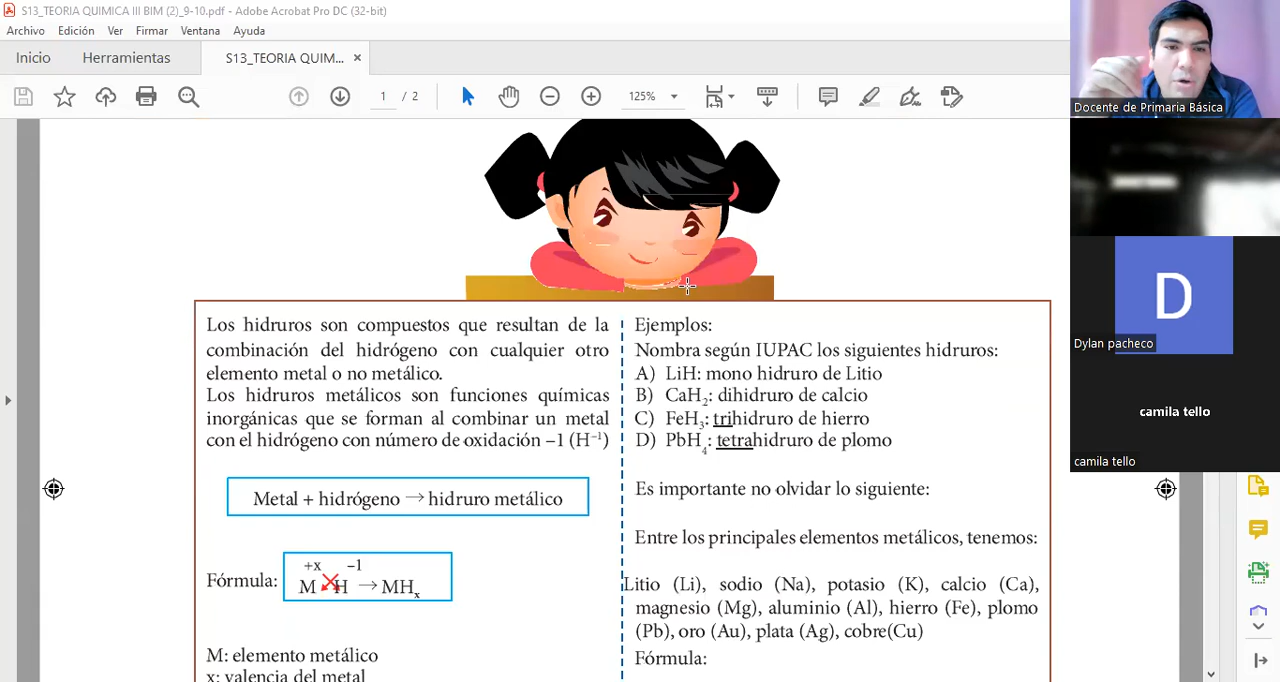 S13_TEORIA QUIMICA III BIM (2)_9-10.pdf - Adobe Acrobat Pro DC (32-bit)
Archivo Edición Ver Firmar Ventana Ayuda
Inicio Herramientas S13_TEORIA QUIM... ×
1 / 2 125%
Los hidruros son compuestos que resultan de la
combinación del hidrógeno con cualquier otro
elemento metal o no metálico.
Los hidruros metálicos son funciones químicas
inorgánicas que se forman al combinar un metal
con el hidrógeno con número de oxidación –1 (H⁻¹)
Metal + hidrógeno → hidruro metálico
+x –1
Fórmula: M H → MHₓ
M: elemento metálico
x: valencia del metal
Ejemplos:
Nombra según IUPAC los siguientes hidruros:
A) LiH: mono hidruro de Litio
B) CaH₂: dihidruro de calcio
C) FeH₃: trihidruro de hierro
D) PbH₄: tetrahidruro de plomo
Es importante no olvidar lo siguiente:
Entre los principales elementos metálicos, tenemos:
Litio (Li), sodio (Na), potasio (K), calcio (Ca),
magnesio (Mg), aluminio (Al), hierro (Fe), plomo
(Pb), oro (Au), plata (Ag), cobre(Cu)
Fórmula:
Docente de Primaria Básica
D
Dylan pacheco
camila tello
camila tello